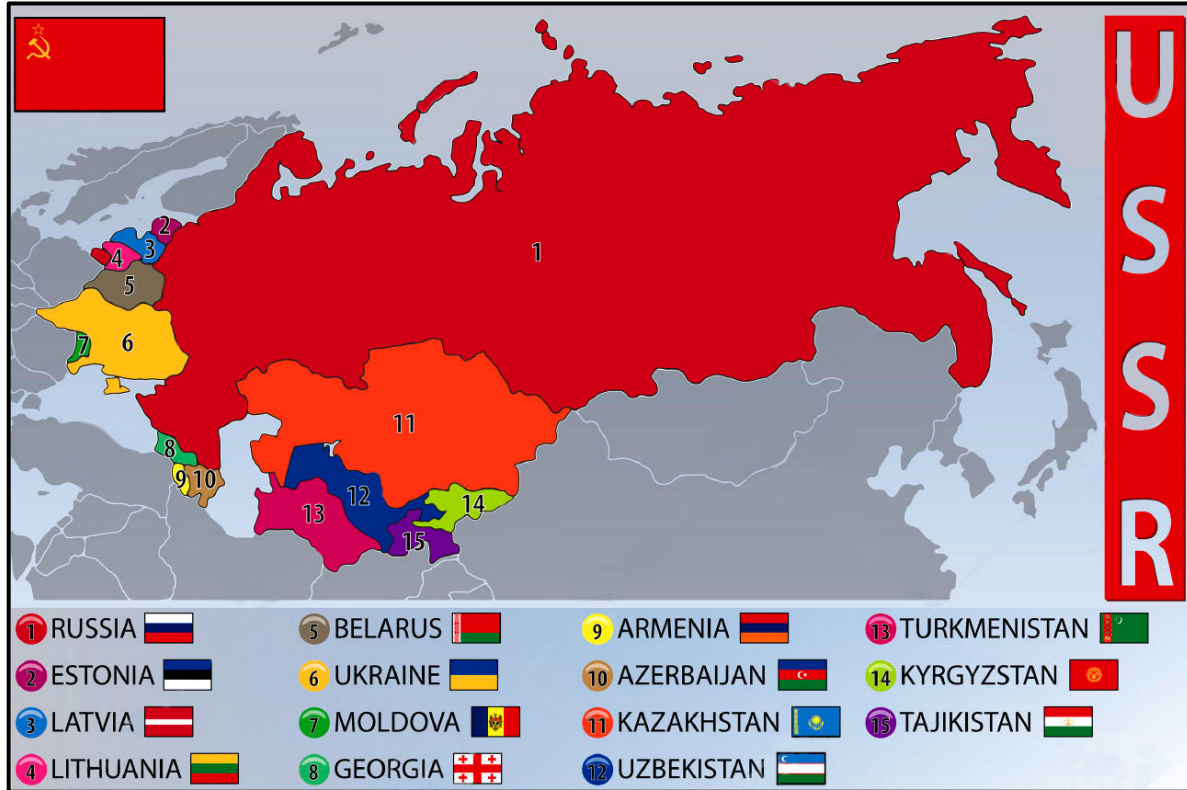 USSR
1
2
3
4
5
6
7
8
9
10
11
12
13
14
15
1 RUSSIA
2 ESTONIA
3 LATVIA
4 LITHUANIA
5 BELARUS
6 UKRAINE
7 MOLDOVA
8 GEORGIA
9 ARMENIA
10 AZERBAIJAN
11 KAZAKHSTAN
12 UZBEKISTAN
13 TURKMENISTAN
14 KYRGYZSTAN
15 TAJIKISTAN